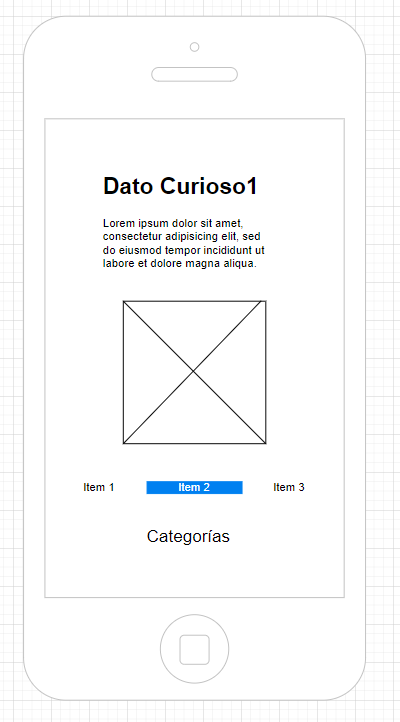 Dato Curioso1
Lorem ipsum dolor sit amet,
consectetur adipisicing elit, sed
do eiusmod tempor incididunt ut
labore et dolore magna aliqua.
Item 1 Item 2 Item 3
Categorías